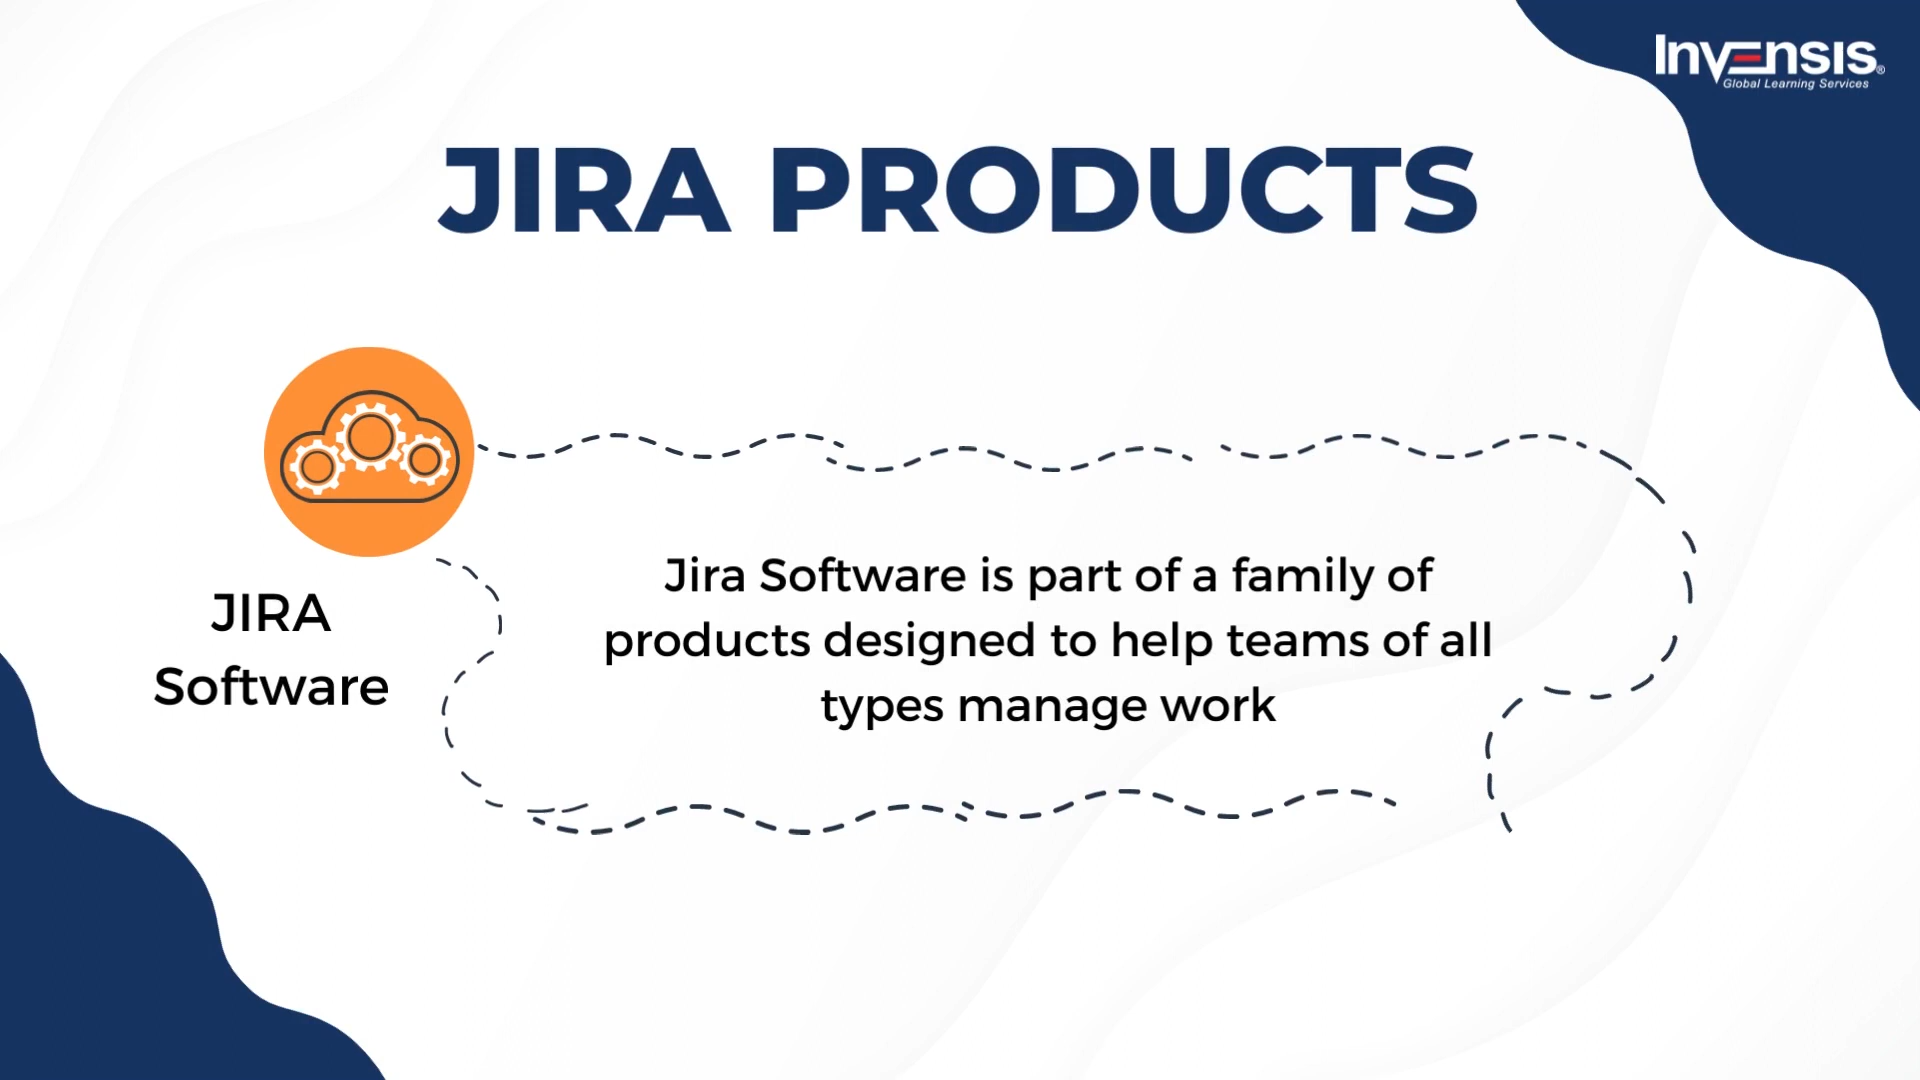 Invensis®
Global Learning Services
JIRA PRODUCTS
JIRA
Software
Jira Software is part of a family of
products designed to help teams of all
types manage work